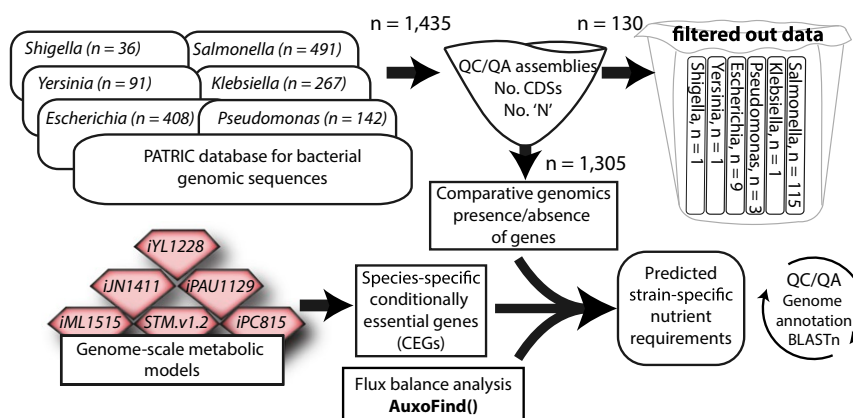 n = 1,435
n = 130
Shigella (n = 36)
Salmonella (n = 491)
Yersinia (n = 91)
Klebsiella (n = 267)
Escherichia (n = 408)
Pseudomonas (n = 142)
PATRIC database for bacterial
genomic sequences
QC/QA assemblies
No. CDSs
No. 'N'
n = 1,305
filtered out data
Shigella, n = 1
Yersinia, n = 1
Escherichia, n = 9
Pseudomonas, n = 3
Klebsiella, n = 1
Salmonella, n = 115
Comparative genomics
presence/absence
of genes
iYL1228
iJN1411
iPAU1129
iML1515
STM.v1.2
iPC815
Genome-scale metabolic
models
Species-specific
conditionally
essential genes
(CEGs)
Flux balance analysis
AuxoFind()
Predicted
strain-specific
nutrient
requirements
QC/QA
Genome
annotation
BLASTn